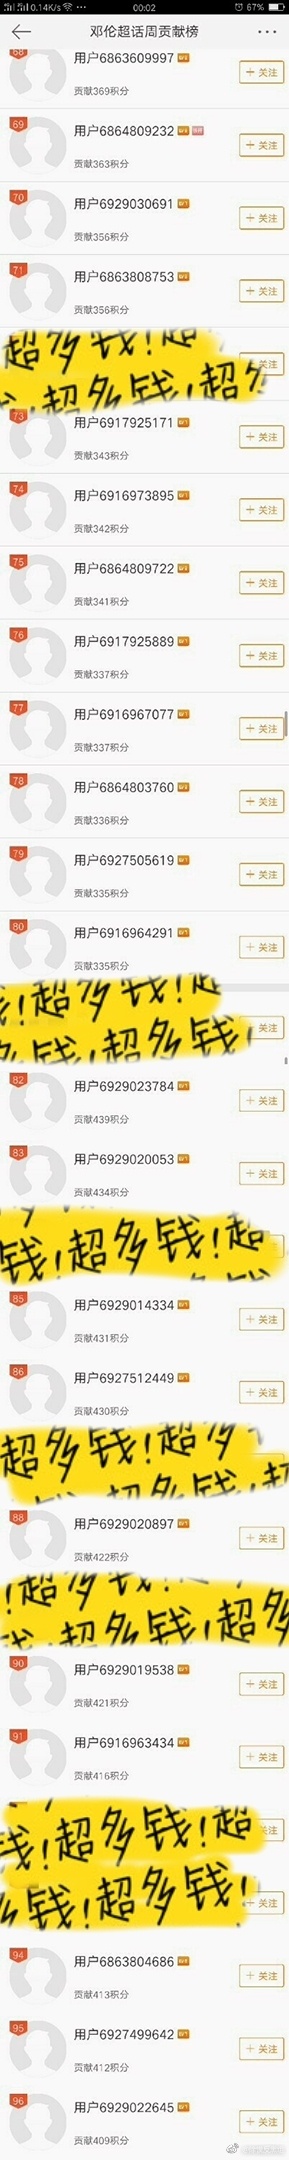 0.14K/s
00:02
67%
邓伦超话周贡献榜
68
用户6863609997
贡献369积分
+ 关注
69
用户6864809232
贡献363积分
+ 关注
70
用户6929030691
贡献356积分
+ 关注
71
用户6863808753
贡献356积分
+ 关注
超多钱!超
超多钱!超多
关注
73
用户6917925171
贡献343积分
+ 关注
74
用户6916973895
贡献342积分
+ 关注
75
用户6864809722
贡献341积分
+ 关注
76
用户6917925889
贡献337积分
+ 关注
77
用户6916967077
贡献337积分
+ 关注
78
用户6864803760
贡献336积分
+ 关注
79
用户6927505619
贡献335积分
+ 关注
80
用户6916964291
贡献335积分
+ 关注
钱!超多钱!超
钱!超多钱!
关注
82
用户6929023784
贡献439积分
+ 关注
83
用户6929020053
贡献434积分
+ 关注
钱!超多钱!超
85
用户6929014334
贡献431积分
+ 关注
86
用户6927512449
贡献430积分
+ 关注
超多钱!超多
88
用户6929020897
贡献422积分
+ 关注
!超多钱!超多
钱!超多钱!超多
90
用户6929019538
贡献421积分
+ 关注
91
用户6916963434
贡献416积分
+ 关注
钱!超多钱!超
关注
钱!超多钱!
关注
94
用户6863804686
贡献413积分
+ 关注
95
用户6927499642
贡献412积分
+ 关注
96
用户6929022645
贡献409积分
+ 关注